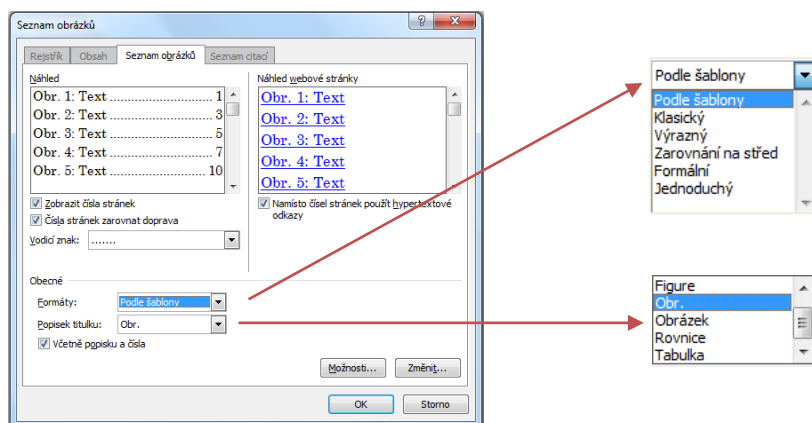 Seznam obrázků
Rejstřík Obsah Seznam obrázků Seznam citací
Náhled
Obr. 1: Text ........................... 1
Obr. 2: Text ........................... 3
Obr. 3: Text ........................... 5
Obr. 4: Text ........................... 7
Obr. 5: Text ......................... 10
Zobrazit čísla stránek
Čísla stránek zarovnat doprava
Vodicí znak: .......
Náhled webové stránky
Obr. 1: Text
Obr. 2: Text
Obr. 3: Text
Obr. 4: Text
Obr. 5: Text
Namísto čísel stránek použít hypertextové
odkazy
Obecné
Formáty: Podle šablony
Popisek titulku: Obr.
Včetně popisku a čísla
Možnosti... Změnit...
OK Storno
Podle šablony
Podle šablony
Klasický
Výrazný
Zarovnání na střed
Formální
Jednoduchý
Figure
Obr.
Obrázek
Rovnice
Tabulka